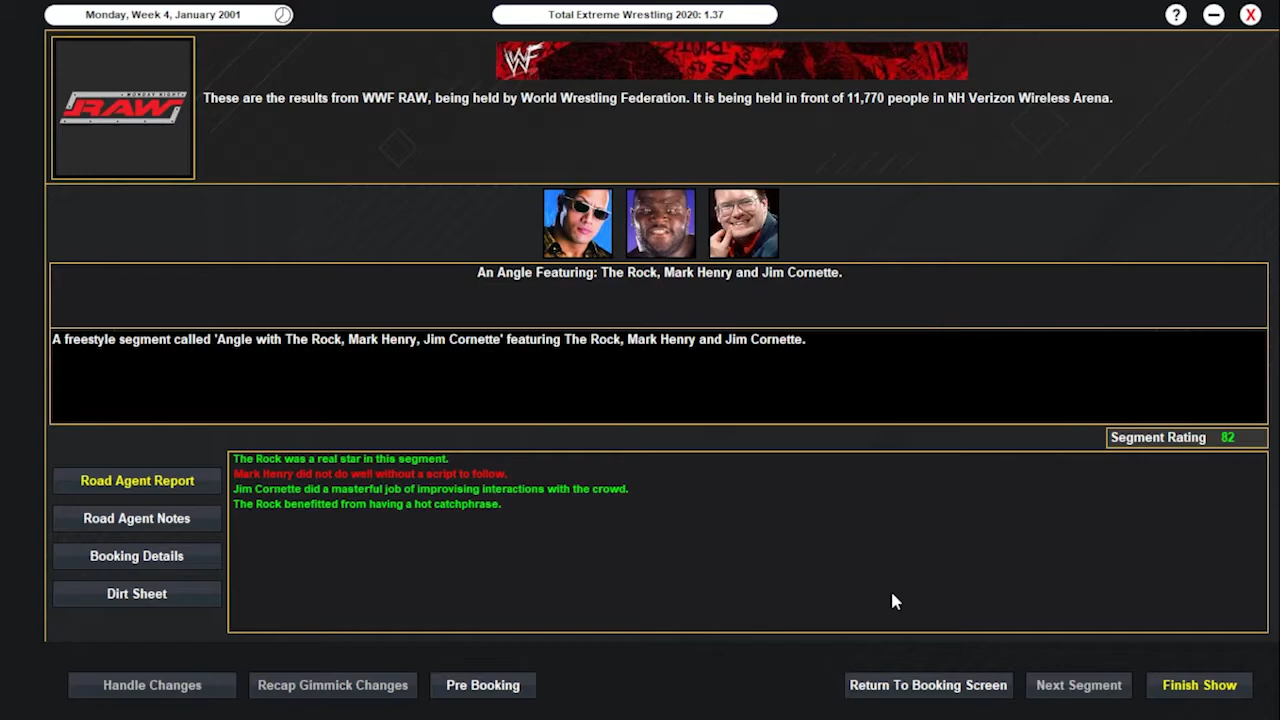 Monday, Week 4, January 2001
Total Extreme Wrestling 2020: 1.37
?
X
WF
MONDAY NIGHT
RAW
These are the results from WWF RAW, being held by World Wrestling Federation. It is being held in front of 11,770 people in NH Verizon Wireless Arena.
An Angle Featuring: The Rock, Mark Henry and Jim Cornette.
A freestyle segment called 'Angle with The Rock, Mark Henry, Jim Cornette' featuring The Rock, Mark Henry and Jim Cornette.
Segment Rating 82
Road Agent Report
Road Agent Notes
Booking Details
Dirt Sheet
The Rock was a real star in this segment.
Mark Henry did not do well without a script to follow.
Jim Cornette did a masterful job of improvising interactions with the crowd.
The Rock benefitted from having a hot catchphrase.
Handle Changes
Recap Gimmick Changes
Pre Booking
Return To Booking Screen
Next Segment
Finish Show